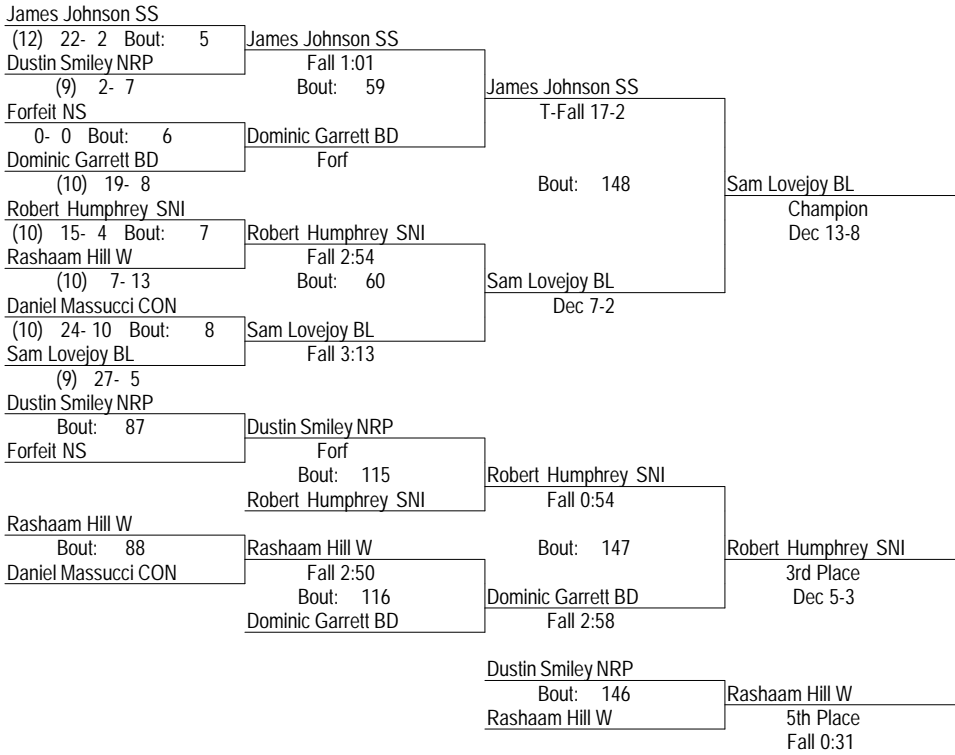 James Johnson SS
(12) 22- 2 Bout: 5
Dustin Smiley NRP
(9) 2- 7
Forfeit NS
0- 0 Bout: 6
Dominic Garrett BD
(10) 19- 8
Robert Humphrey SNI
(10) 15- 4 Bout: 7
Rashaam Hill W
(10) 7- 13
Daniel Massucci CON
(10) 24- 10 Bout: 8
Sam Lovejoy BL
(9) 27- 5
James Johnson SS
Fall 1:01
Bout: 59
Dominic Garrett BD
Forf
Robert Humphrey SNI
Fall 2:54
Bout: 60
Sam Lovejoy BL
Fall 3:13
James Johnson SS
T-Fall 17-2
Bout: 148
Sam Lovejoy BL
Dec 7-2
Sam Lovejoy BL
Champion
Dec 13-8
Dustin Smiley NRP
Bout: 87
Forfeit NS
Rashaam Hill W
Bout: 88
Daniel Massucci CON
Dustin Smiley NRP
Forf
Bout: 115
Robert Humphrey SNI
Rashaam Hill W
Fall 2:50
Bout: 116
Dominic Garrett BD
Robert Humphrey SNI
Fall 0:54
Bout: 147
Dominic Garrett BD
Fall 2:58
Robert Humphrey SNI
3rd Place
Dec 5-3
Dustin Smiley NRP
Bout: 146
Rashaam Hill W
Rashaam Hill W
5th Place
Fall 0:31